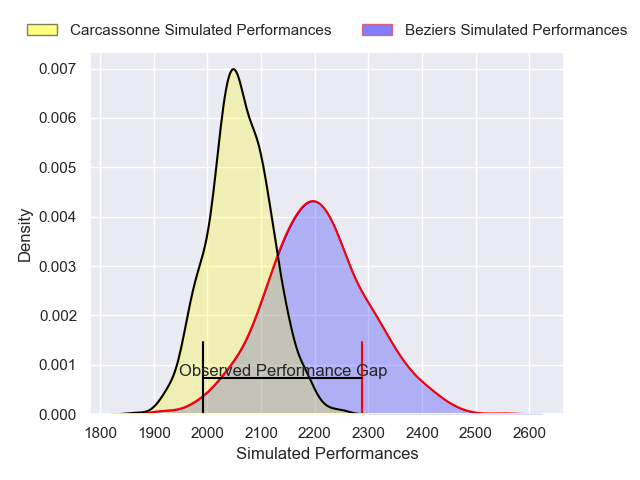 Carcassonne Simulated Performances Beziers Simulated Performances
0.007
0.006
0.005
0.004
0.003
0.002
0.001
0.000
Density
Observed Performance Gap
1800 1900 2000 2100 2200 2300 2400 2500 2600
Simulated Performances